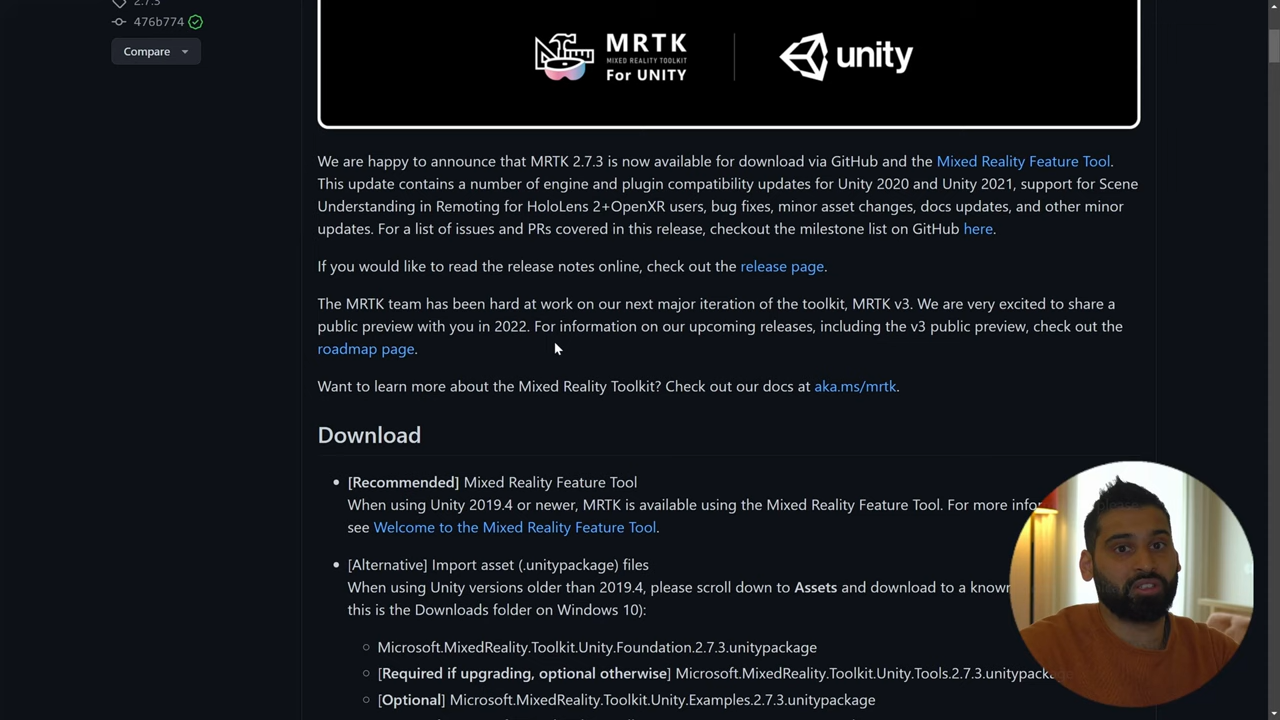 2.7.3
476b774
Compare
MRTK
MIXED REALITY TOOLKIT
For UNITY
unity
We are happy to announce that MRTK 2.7.3 is now available for download via GitHub and the Mixed Reality Feature Tool.
This update contains a number of engine and plugin compatibility updates for Unity 2020 and Unity 2021, support for Scene
Understanding in Remoting for HoloLens 2+OpenXR users, bug fixes, minor asset changes, docs updates, and other minor
updates. For a list of issues and PRs covered in this release, checkout the milestone list on GitHub here.
If you would like to read the release notes online, check out the release page.
The MRTK team has been hard at work on our next major iteration of the toolkit, MRTK v3. We are very excited to share a
public preview with you in 2022. For information on our upcoming releases, including the v3 public preview, check out the
roadmap page.
Want to learn more about the Mixed Reality Toolkit? Check out our docs at aka.ms/mrtk.
Download
• [Recommended] Mixed Reality Feature Tool
When using Unity 2019.4 or newer, MRTK is available using the Mixed Reality Feature Tool. For more
see Welcome to the Mixed Reality Feature Tool.
• [Alternative] Import asset (.unitypackage) files
When using Unity versions older than 2019.4, please scroll down to Assets and download to a
this is the Downloads folder on Windows 10):
Microsoft.MixedReality.Toolkit.Unity.Foundation.2.7.3.unitypackage
[Required if upgrading, optional otherwise] Microsoft.MixedReality.Toolkit.Unity.Tools.2.7.3.unitypackage
[Optional] Microsoft.MixedReality.Toolkit.Unity.Examples.2.7.3.unitypackage